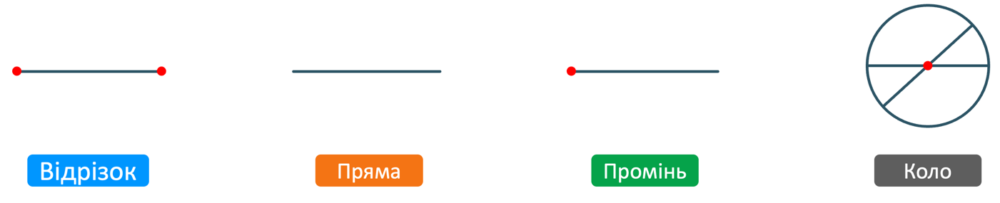 Відрізок
Пряма
Промінь
Коло